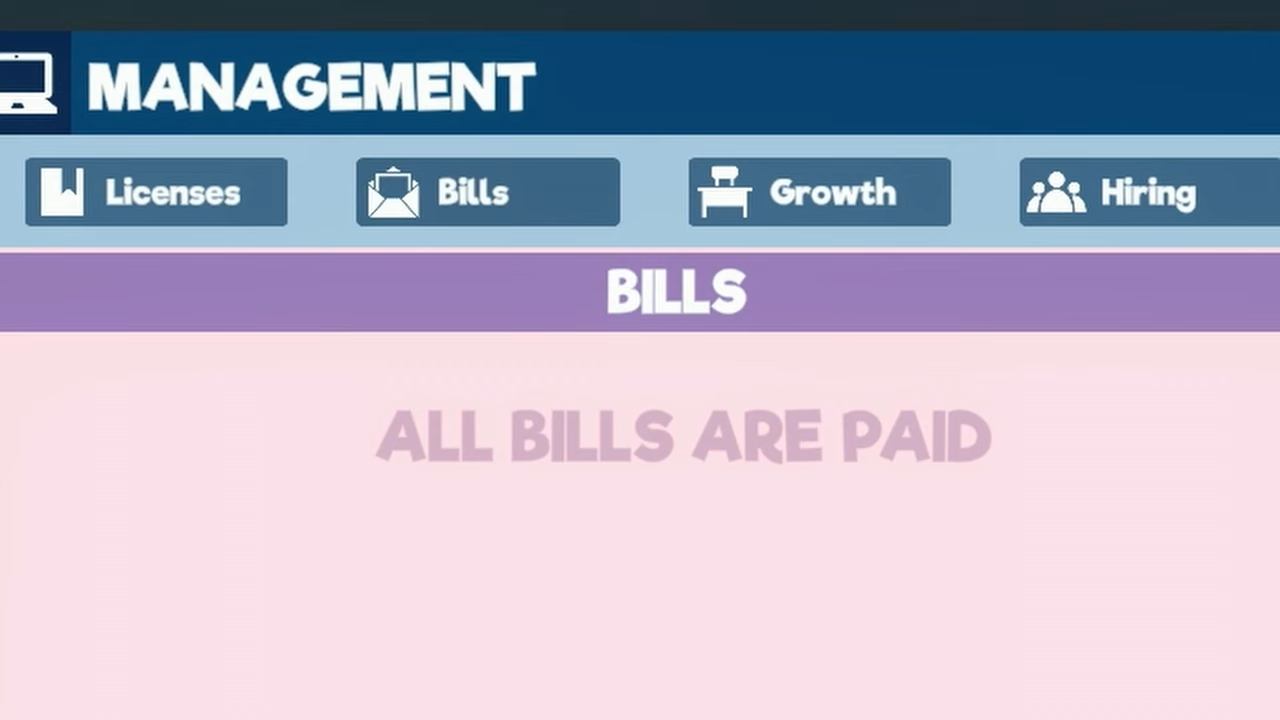 MANAGEMENT
Licenses Bills Growth Hiring
BILLS
ALL BILLS ARE PAID